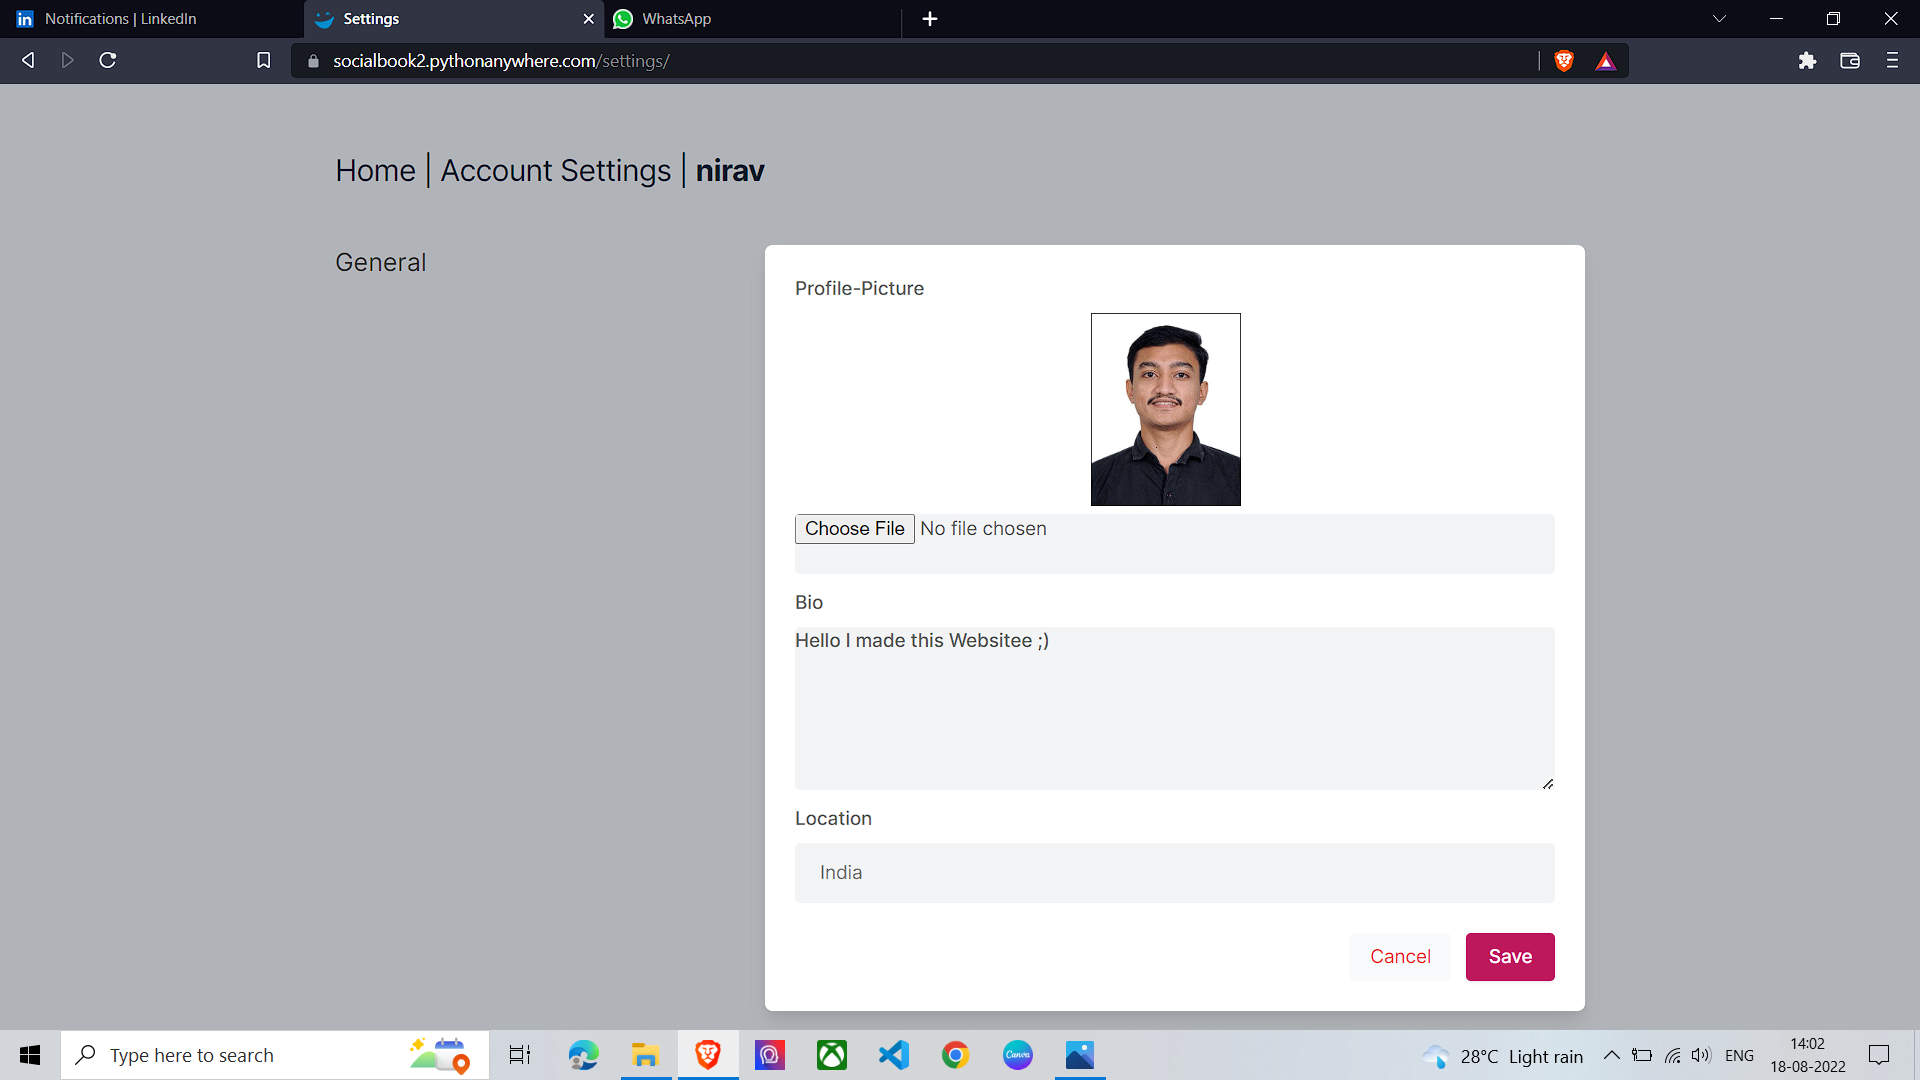 Notifications | LinkedIn
Settings
WhatsApp
socialbook2.pythonanywhere.com/settings/
Home | Account Settings | nirav
General
Profile-Picture
Choose File No file chosen
Bio
Hello I made this Websitee ;)
Location
India
Cancel
Save
Type here to search
Canva
28°C Light rain
ENG
14:02
18-08-2022